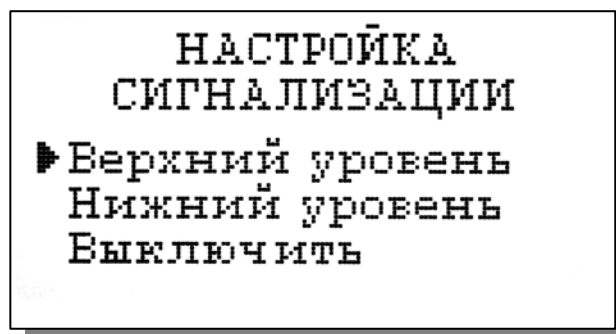 НАСТРОЙКА
СИГНАЛИЗАЦИИ
Верхний уровень
Нижний уровень
Выключить